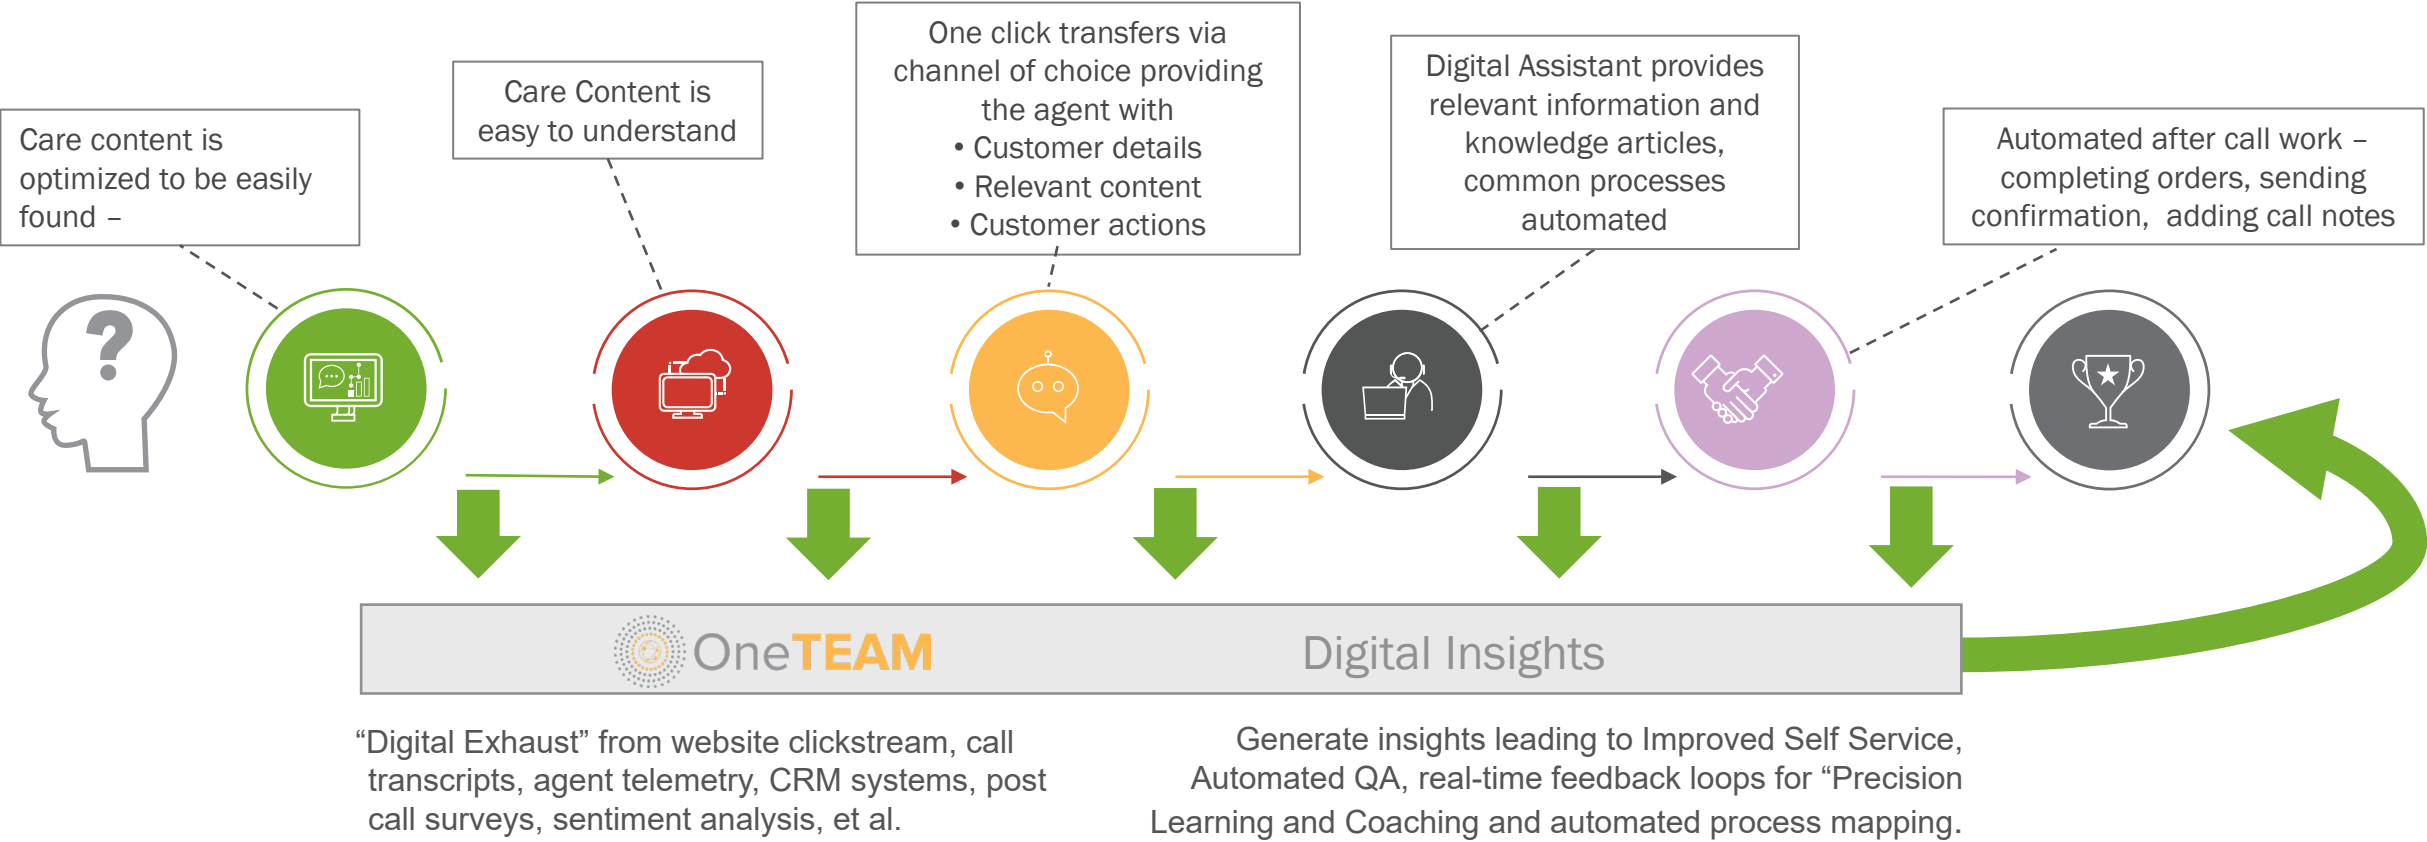 Care content is
optimized to be easily
found –
Care Content is
easy to understand
One click transfers via
channel of choice providing
the agent with
• Customer details
• Relevant content
• Customer actions
Digital Assistant provides
relevant information and
knowledge articles,
common processes
automated
Automated after call work –
completing orders, sending
confirmation, adding call notes
?
OneTEAM
Digital Insights
“Digital Exhaust” from website clickstream, call
transcripts, agent telemetry, CRM systems, post
call surveys, sentiment analysis, et al.
Generate insights leading to Improved Self Service,
Automated QA, real-time feedback loops for “Precision
Learning and Coaching and automated process mapping.